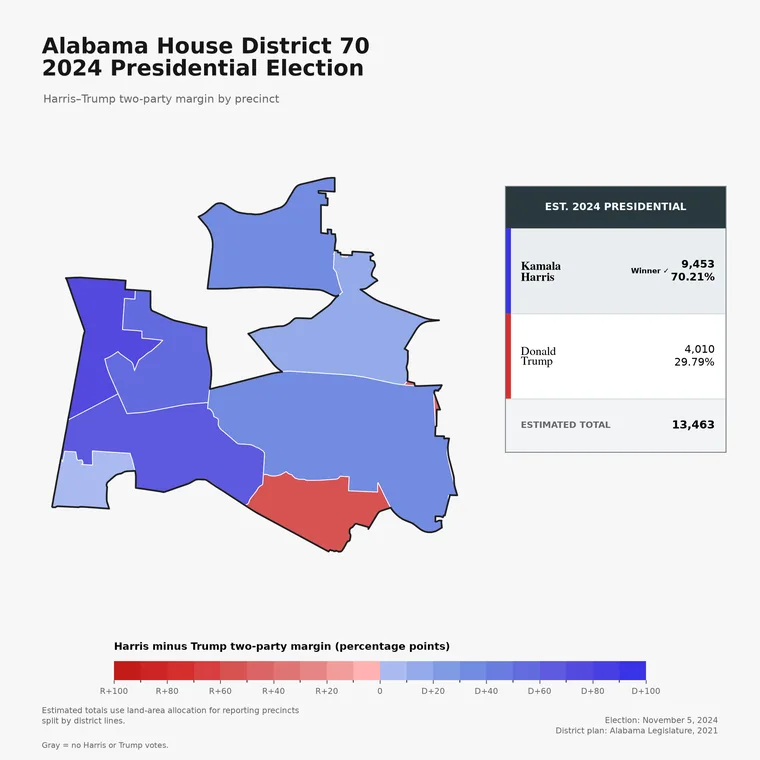 Alabama House District 70
2024 Presidential Election
Harris–Trump two-party margin by precinct
EST. 2024 PRESIDENTIAL
Kamala
Harris
Winner ✓
9,453
70.21%
Donald
Trump
4,010
29.79%
ESTIMATED TOTAL
13,463
Harris minus Trump two-party margin (percentage points)
R+100 R+80 R+60 R+40 R+20 0 D+20 D+40 D+60 D+80 D+100
Estimated totals use land-area allocation for reporting precincts
split by district lines.
Gray = no Harris or Trump votes.
Election: November 5, 2024
District plan: Alabama Legislature, 2021